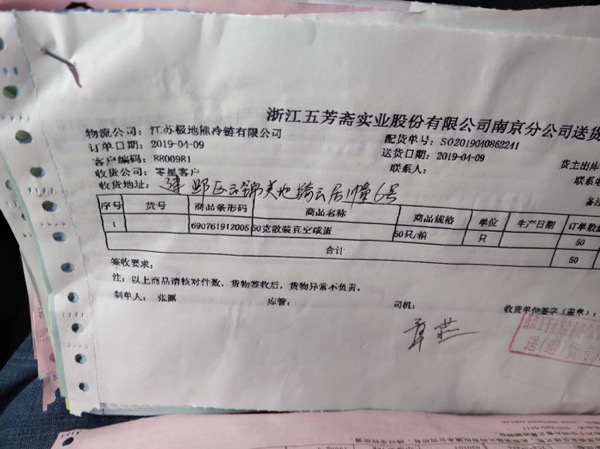 浙江五芳斋实业股份有限公司南京分公司送货
物流公司：江苏极地熊冷链有限公司
配货单号：SO2019040862241
订单日期：2019-04-09
送货日期：2019-04-09
货主出库
客户编码：8800981
联系人：
联系电
收货公司：零星客户
收货地址：建邺区云锦美地绮云居1幢6号
备注
序号 货号 商品条形码 商品名称 商品规格 单位 生产日期 订单数量
1 6907619120055 50克散装真空咸蛋 50只/箱 只 50
合计 50
签收要求：
注：以上商品请核对件数，货物签收后，货物异常不负责。
制单人：张颖 库管： 司机： 收货单位签字（盖章）：